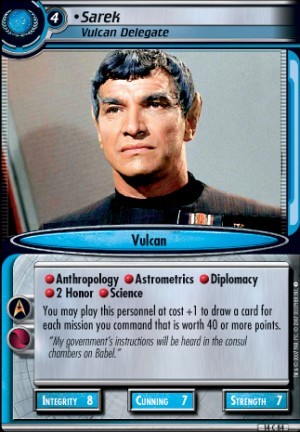 4
•Sarek
Vulcan Delegate
Vulcan
Anthropology Astrometrics Diplomacy
2 Honor Science
You may play this personnel at cost +1 to draw a card for
each mission you command that is worth 40 or more points.
"My government's instructions will be heard in the consul
chambers on Babel."
INTEGRITY 8 CUNNING 7 STRENGTH 7